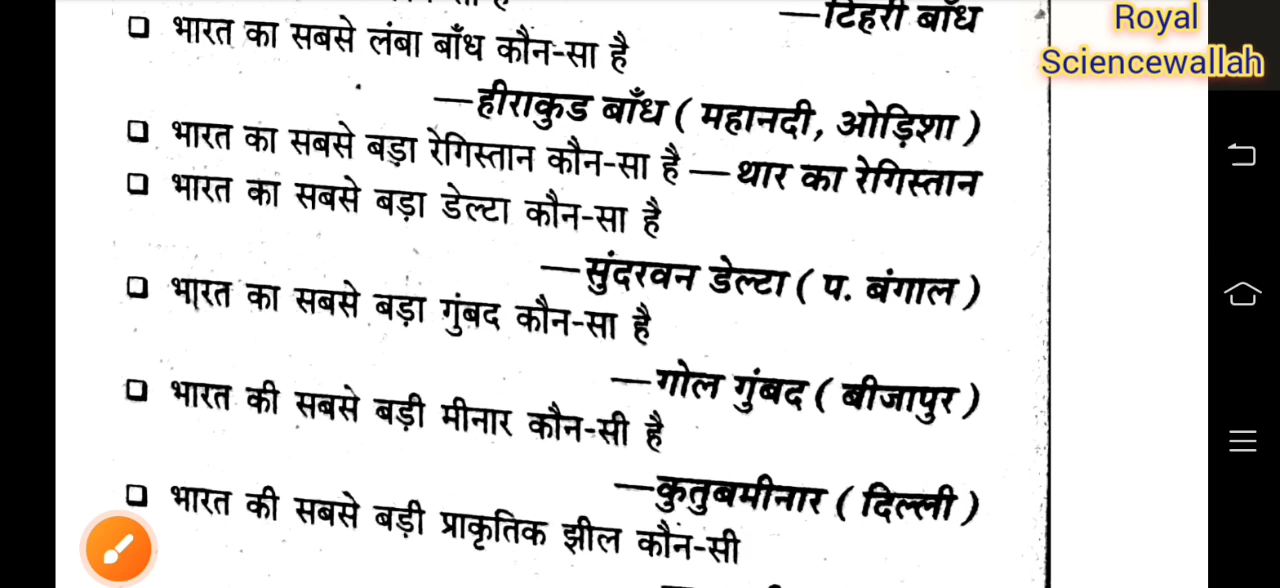 —टिहरी बाँध
❑ भारत का सबसे लंबा बाँध कौन-सा है
—हीराकुड बाँध ( महानदी, ओड़िशा )
❑ भारत का सबसे बड़ा रेगिस्तान कौन-सा है —थार का रेगिस्तान
❑ भारत का सबसे बड़ा डेल्टा कौन-सा है
—सुंदरवन डेल्टा ( प. बंगाल )
❑ भारत का सबसे बड़ा गुंबद कौन-सा है
—गोल गुंबद ( बीजापुर )
❑ भारत की सबसे बड़ी मीनार कौन-सी है
—कुतुबमीनार ( दिल्ली )
❑ भारत की सबसे बड़ी प्राकृतिक झील कौन-सी
Royal
Sciencewallah